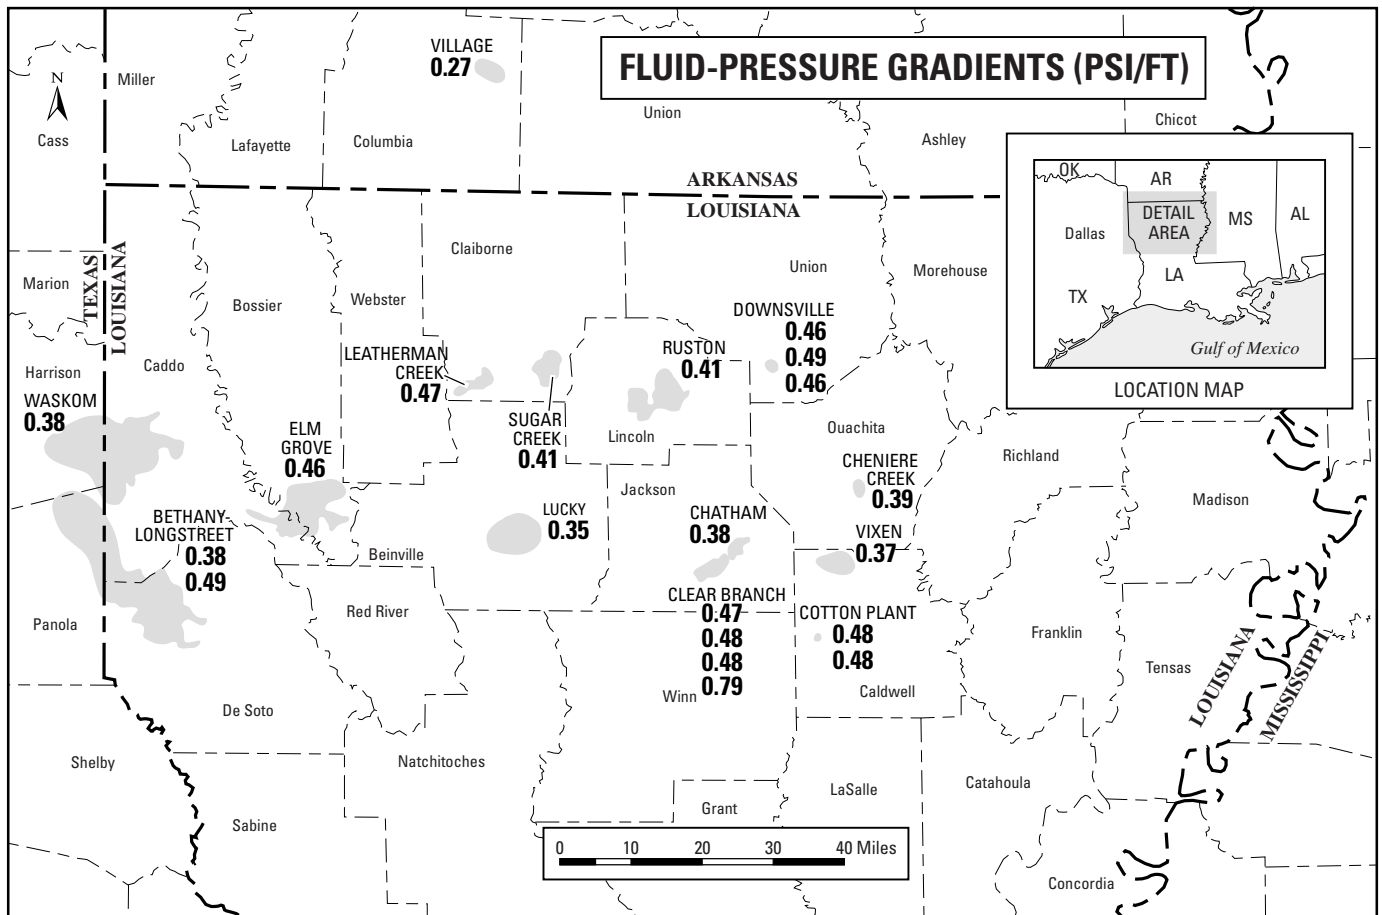 VILLAGE
0.27
FLUID-PRESSURE GRADIENTS (PSI/FT)
N
Miller
Cass
Lafayette
Columbia
Union
Ashley
Chicot
ARKANSAS
LOUISIANA
OK
AR
DETAIL
AREA
MS
AL
Dallas
LA
TX
Gulf of Mexico
LOCATION MAP
TEXAS
LOUISIANA
Marion
Bossier
Webster
Claiborne
Union
Morehouse
Harrison
Caddo
WASKOM
0.38
LEATHERMAN
CREEK
0.47
RUSTON
0.41
DOWNSVILLE
0.46
0.49
0.46
ELM
GROVE
0.46
SUGAR
CREEK
0.41
Lincoln
Ouachita
Richland
Madison
CHENIERE
CREEK
0.39
Jackson
BETHANY-
LONGSTREET
0.38
0.49
LUCKY
0.35
CHATHAM
0.38
VIXEN
0.37
Beinville
Red River
CLEAR BRANCH
0.47
0.48
0.48
0.79
COTTON PLANT
0.48
0.48
Panola
Franklin
Tensas
LOUISIANA
MISSISSIPPI
Winn
Caldwell
De Soto
Shelby
Natchitoches
LaSalle
Catahoula
Grant
Sabine
0 10 20 30 40 Miles
Concordia